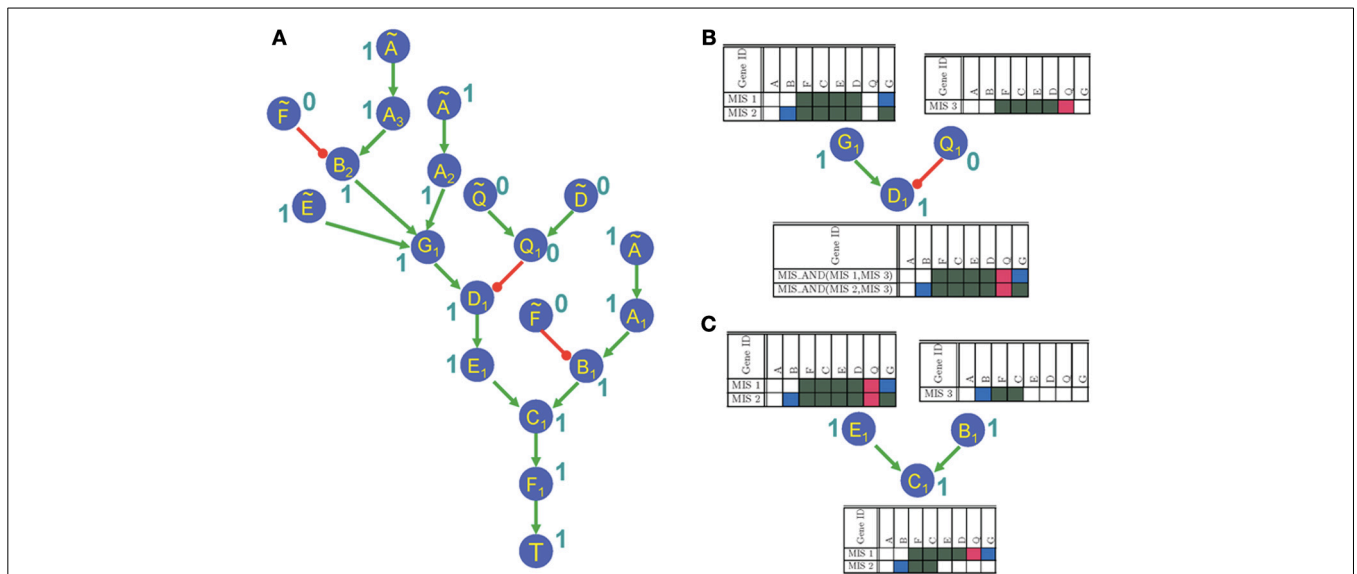 A
B
C
1 Ã
F̃ 0
1 A₃
Ã 1
B₂
1
1 Ẽ
A₂
1
Q̃ 0
D̃ 0
G₁
1
Q₁ 0
1 Ã
1 D₁
F̃ 0
1 A₁
1 E₁
B₁
1
C₁ 1
F₁ 1
T 1
Gene ID A B F C E D Q G
MIS 1
MIS 2
Gene ID A B F C E D Q G
MIS 3
1 G₁
Q₁ 0
D₁ 1
Gene ID A B F C E D Q G
MIS_AND(MIS 1,MIS 3)
MIS_AND(MIS 2,MIS 3)
Gene ID A B F C E D Q G
MIS 1
MIS 2
Gene ID A B F C E D Q G
MIS 3
1 E₁
B₁ 1
C₁ 1
Gene ID A B F C E D Q G
MIS 1
MIS 2